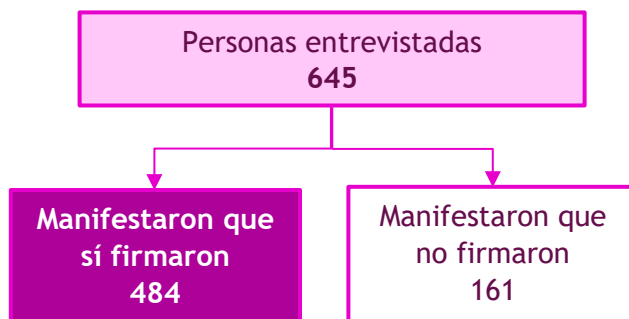 Personas entrevistadas
645
Manifestaron que
sí firmaron
484
Manifestaron que
no firmaron
161